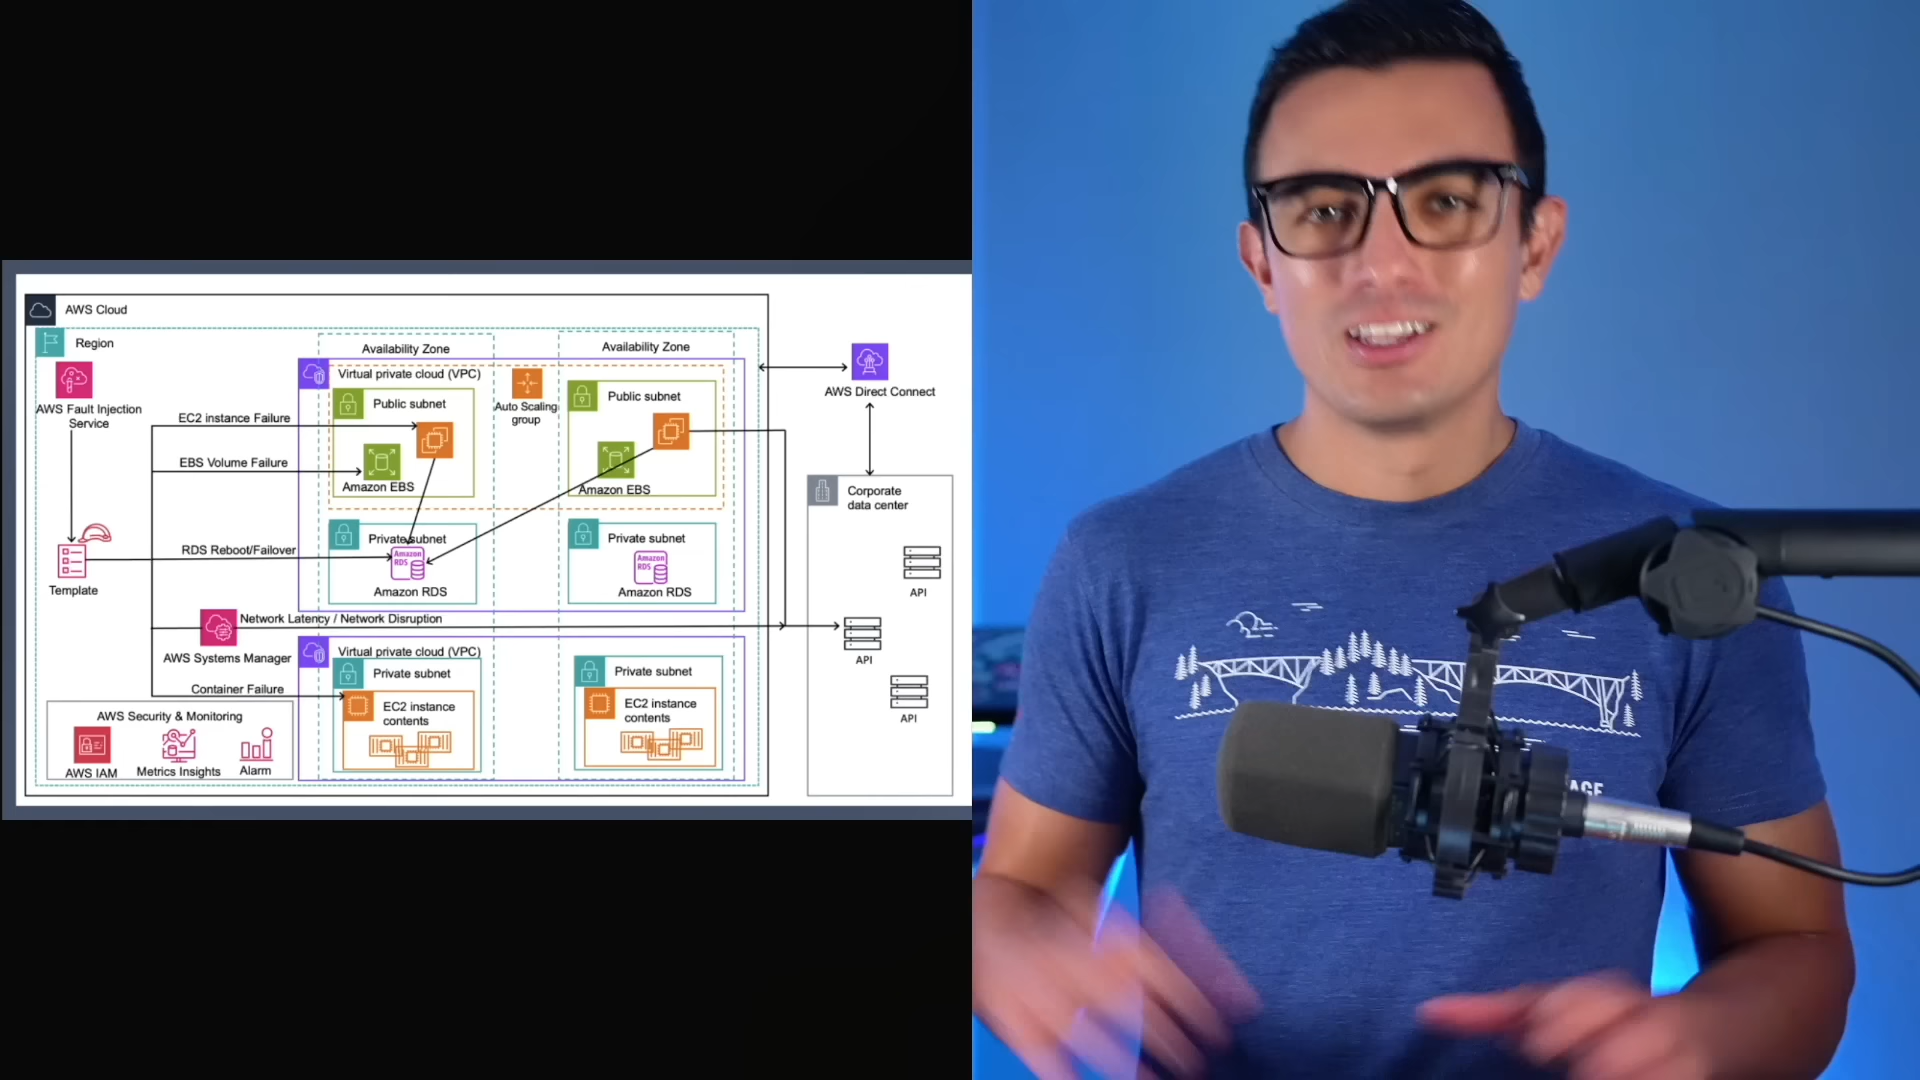 AWS Cloud
Region
AWS Fault Injection
Service
Template
EC2 instance Failure
EBS Volume Failure
RDS Reboot/Failover
Network Latency / Network Disruption
AWS Systems Manager
Container Failure
AWS Security & Monitoring
AWS IAM
Metrics Insights
Alarm
Availability Zone
Availability Zone
Virtual private cloud (VPC)
Public subnet
Amazon EBS
Auto Scaling
group
Public subnet
Amazon EBS
Private subnet
Amazon
RDS
Amazon RDS
Private subnet
Amazon
RDS
Amazon RDS
Virtual private cloud (VPC)
Private subnet
EC2 instance
contents
Private subnet
EC2 instance
contents
AWS Direct Connect
Corporate
data center
API
API
API